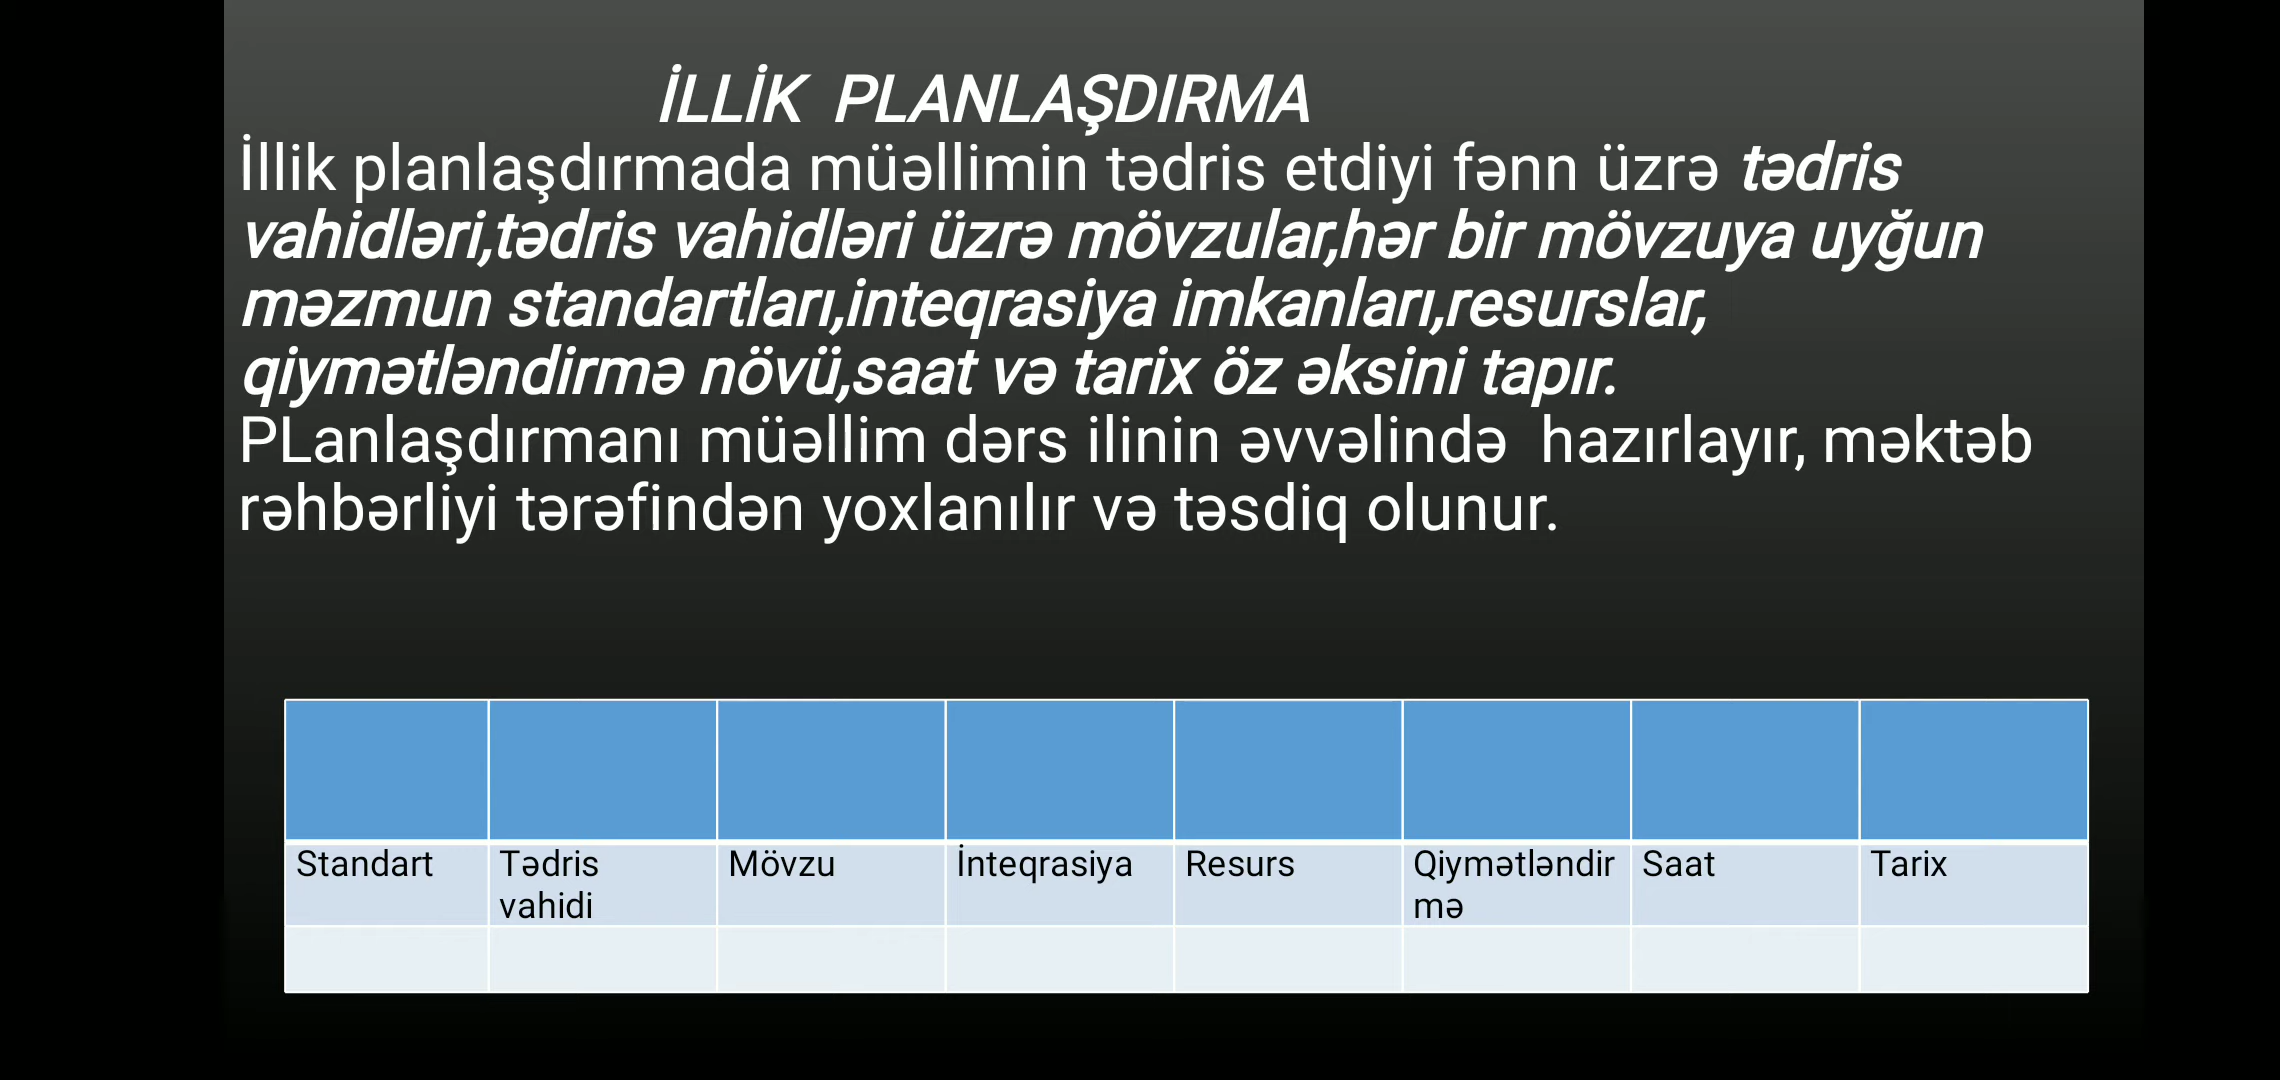 İLLİK  PLANLAŞDIRMA
İllik planlaşdırmada müəllimin tədris etdiyi fənn üzrə tədris
vahidləri,tədris vahidləri üzrə mövzular,hər bir mövzuya uyğun
məzmun standartları,inteqrasiya imkanları,resurslar,
qiymətləndirmə növü,saat və tarix öz əksini tapır.
PLanlaşdırmanı müəllim dərs ilinin əvvəlində  hazırlayır, məktəb
rəhbərliyi tərəfindən yoxlanılır və təsdiq olunur.
Standart
Tədris
vahidi
Mövzu
İnteqrasiya
Resurs
Qiymətləndir
mə
Saat
Tarix